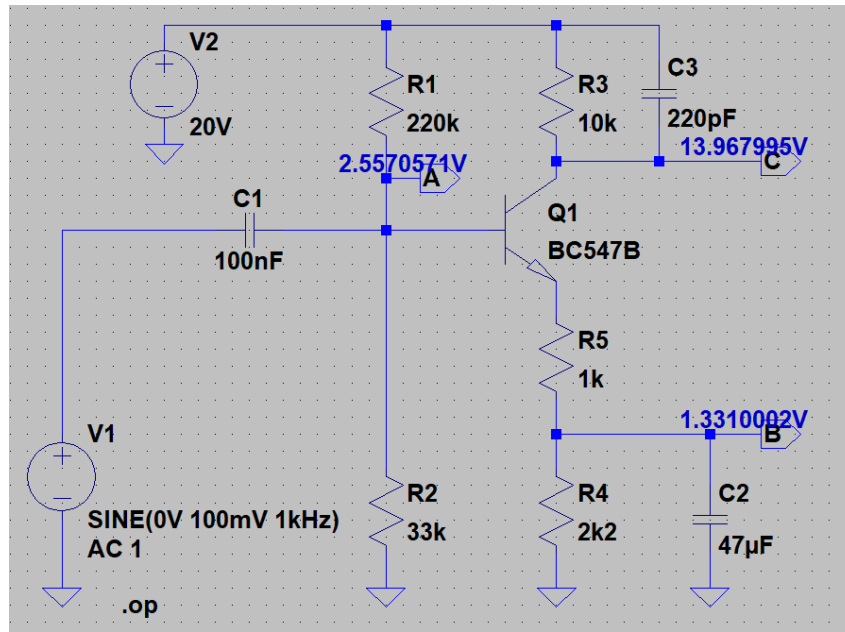 V2
20V
R1
220k
R3
10k
C3
220pF
2.5570571V
A
13.967995V
C
C1
100nF
Q1
BC547B
R5
1k
1.3310002V
B
V1
SINE(0V 100mV 1kHz)
AC 1
R2
33k
R4
2k2
C2
47µF
.op